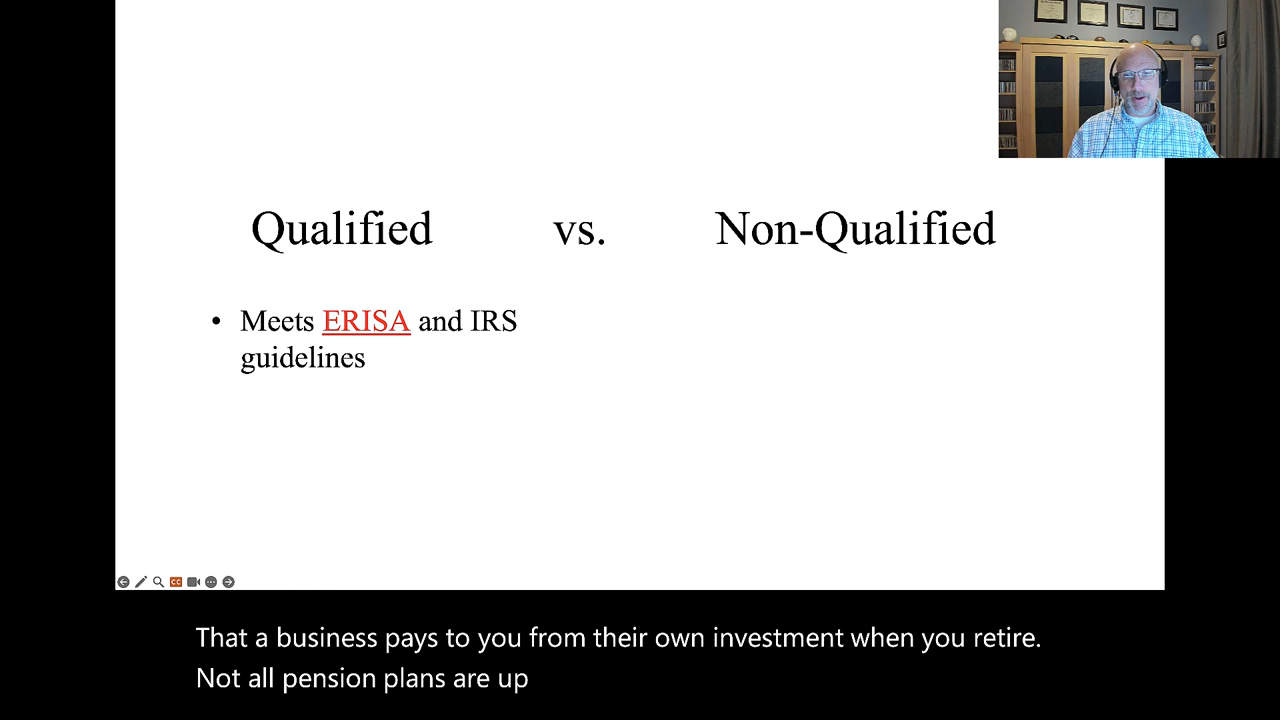 Qualified vs. Non-Qualified
• Meets ERISA and IRS
guidelines
CC
That a business pays to you from their own investment when you retire.
Not all pension plans are up